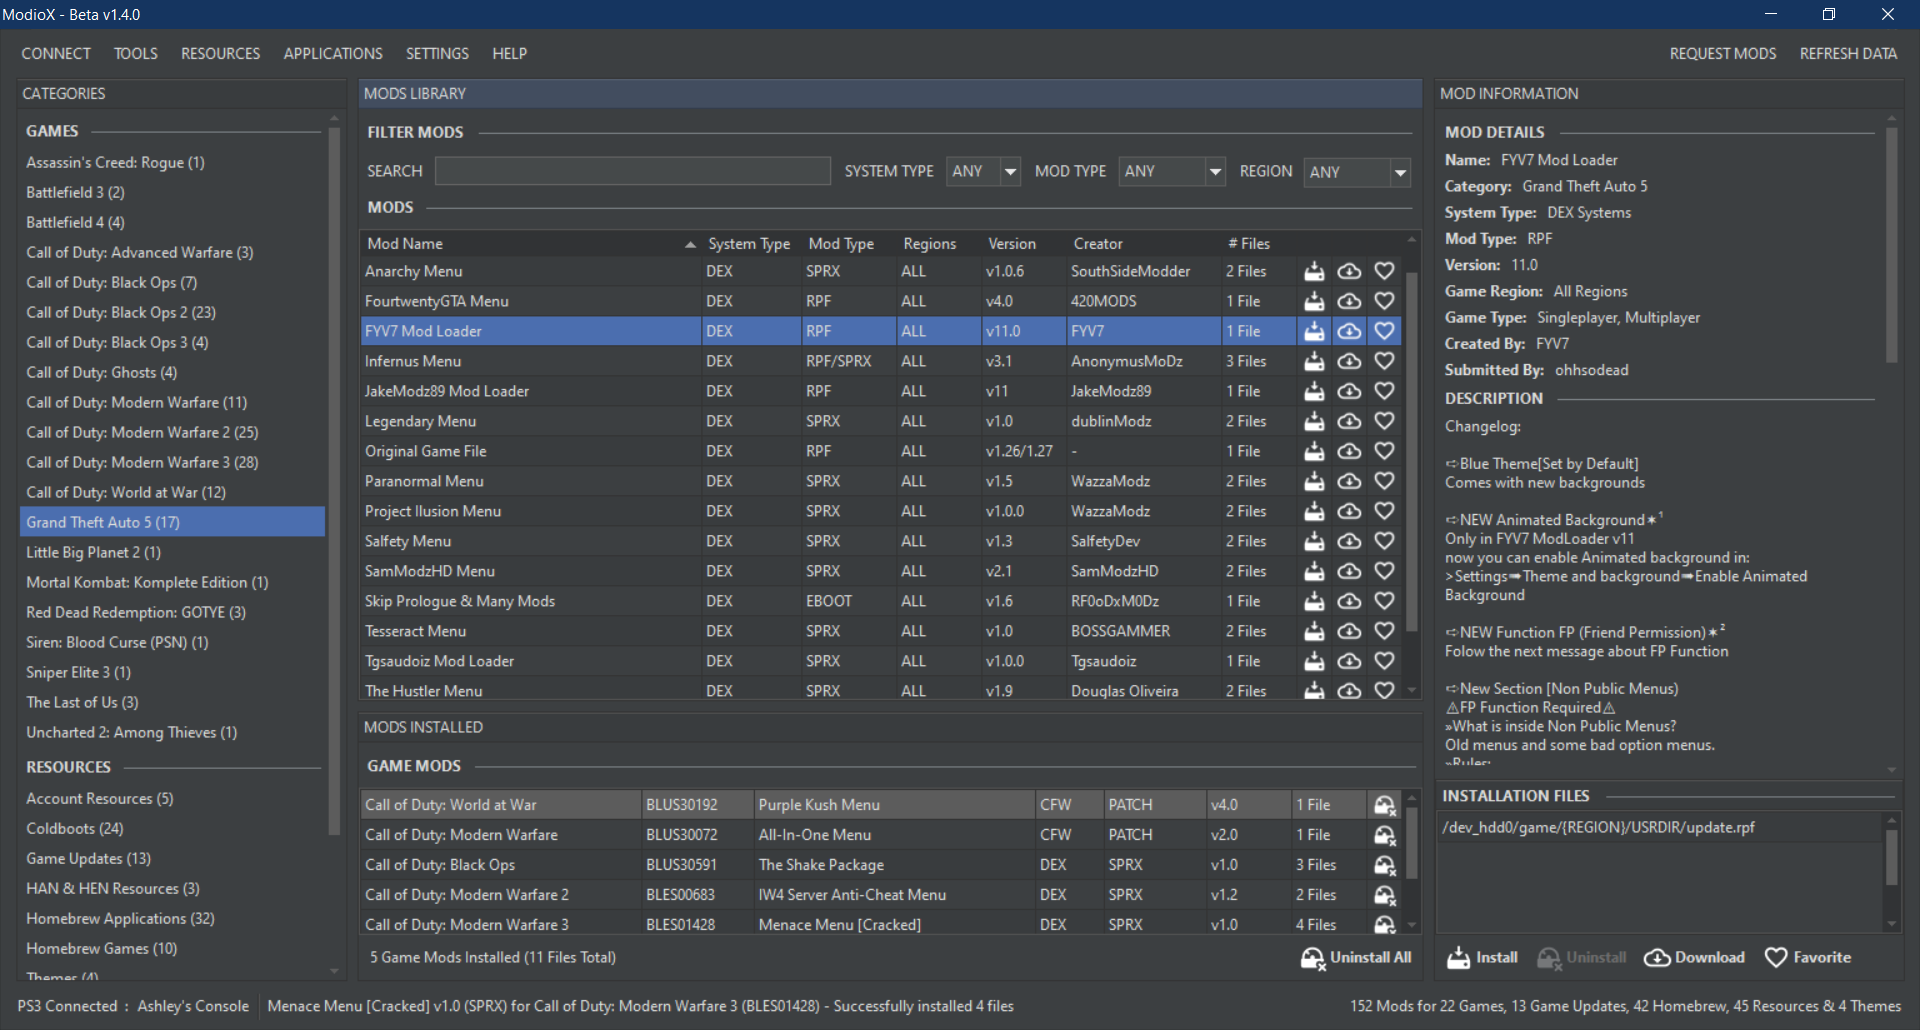 ModioX - Beta v1.4.0
CONNECT TOOLS RESOURCES APPLICATIONS SETTINGS HELP REQUEST MODS REFRESH DATA
CATEGORIES
GAMES
Assassin's Creed: Rogue (1)
Battlefield 3 (2)
Battlefield 4 (4)
Call of Duty: Advanced Warfare (3)
Call of Duty: Black Ops (7)
Call of Duty: Black Ops 2 (23)
Call of Duty: Black Ops 3 (4)
Call of Duty: Ghosts (4)
Call of Duty: Modern Warfare (11)
Call of Duty: Modern Warfare 2 (25)
Call of Duty: Modern Warfare 3 (28)
Call of Duty: World at War (12)
Grand Theft Auto 5 (17)
Little Big Planet 2 (1)
Mortal Kombat: Komplete Edition (1)
Red Dead Redemption: GOTYE (3)
Siren: Blood Curse (PSN) (1)
Sniper Elite 3 (1)
The Last of Us (3)
Uncharted 2: Among Thieves (1)
RESOURCES
Account Resources (5)
Coldboots (24)
Game Updates (13)
HAN & HEN Resources (3)
Homebrew Applications (32)
Homebrew Games (10)
Themes (4)
MODS LIBRARY
FILTER MODS
SEARCH SYSTEM TYPE ANY MOD TYPE ANY REGION ANY
MODS
Mod Name System Type Mod Type Regions Version Creator # Files
Anarchy Menu DEX SPRX ALL v1.0.6 SouthSideModder 2 Files
FourtwentyGTA Menu DEX RPF ALL v4.0 420MODS 1 File
FYV7 Mod Loader DEX RPF ALL v11.0 FYV7 1 File
Infernus Menu DEX RPF/SPRX ALL v3.1 AnonymusMoDz 3 Files
JakeModz89 Mod Loader DEX RPF ALL v11 JakeModz89 1 File
Legendary Menu DEX SPRX ALL v1.0 dublinModz 2 Files
Original Game File DEX RPF ALL v1.26/1.27 - 1 File
Paranormal Menu DEX SPRX ALL v1.5 WazzaModz 2 Files
Project Ilusion Menu DEX SPRX ALL v1.0.0 WazzaModz 2 Files
Salfety Menu DEX SPRX ALL v1.3 SalfetyDev 2 Files
SamModzHD Menu DEX SPRX ALL v2.1 SamModzHD 2 Files
Skip Prologue & Many Mods DEX EBOOT ALL v1.6 RF0oDxM0Dz 1 File
Tesseract Menu DEX SPRX ALL v1.0 BOSSGAMMER 2 Files
Tgsaudoiz Mod Loader DEX SPRX ALL v1.0.0 Tgsaudoiz 1 File
The Hustler Menu DEX SPRX ALL v1.9 Douglas Oliveira 2 Files
MODS INSTALLED
GAME MODS
Call of Duty: World at War BLUS30192 Purple Kush Menu CFW PATCH v4.0 1 File
Call of Duty: Modern Warfare BLUS30072 All-In-One Menu CFW PATCH v2.0 1 File
Call of Duty: Black Ops BLUS30591 The Shake Package DEX SPRX v1.0 3 Files
Call of Duty: Modern Warfare 2 BLES00683 IW4 Server Anti-Cheat Menu DEX SPRX v1.2 2 Files
Call of Duty: Modern Warfare 3 BLES01428 Menace Menu [Cracked] DEX SPRX v1.0 4 Files
5 Game Mods Installed (11 Files Total) Uninstall All
MOD INFORMATION
MOD DETAILS
Name: FYV7 Mod Loader
Category: Grand Theft Auto 5
System Type: DEX Systems
Mod Type: RPF
Version: 11.0
Game Region: All Regions
Game Type: Singleplayer, Multiplayer
Created By: FYV7
Submitted By: ohhsodead
DESCRIPTION
Changelog:
➪Blue Theme[Set by Default]
Comes with new backgrounds
➪NEW Animated Background✶¹
Only in FYV7 ModLoader v11
now you can enable Animated background in:
>Settings➠Theme and background➠Enable Animated
Background
➪NEW Function FP (Friend Permission)✶²
Folow the next message about FP Function
➪New Section [Non Public Menus)
⚠FP Function Required⚠
»What is inside Non Public Menus?
Old menus and some bad option menus.
»Rules:
INSTALLATION FILES
/dev_hdd0/game/{REGION}/USRDIR/update.rpf
Install Uninstall Download Favorite
PS3 Connected : Ashley's Console Menace Menu [Cracked] v1.0 (SPRX) for Call of Duty: Modern Warfare 3 (BLES01428) - Successfully installed 4 files 152 Mods for 22 Games, 13 Game Updates, 42 Homebrew, 45 Resources & 4 Themes